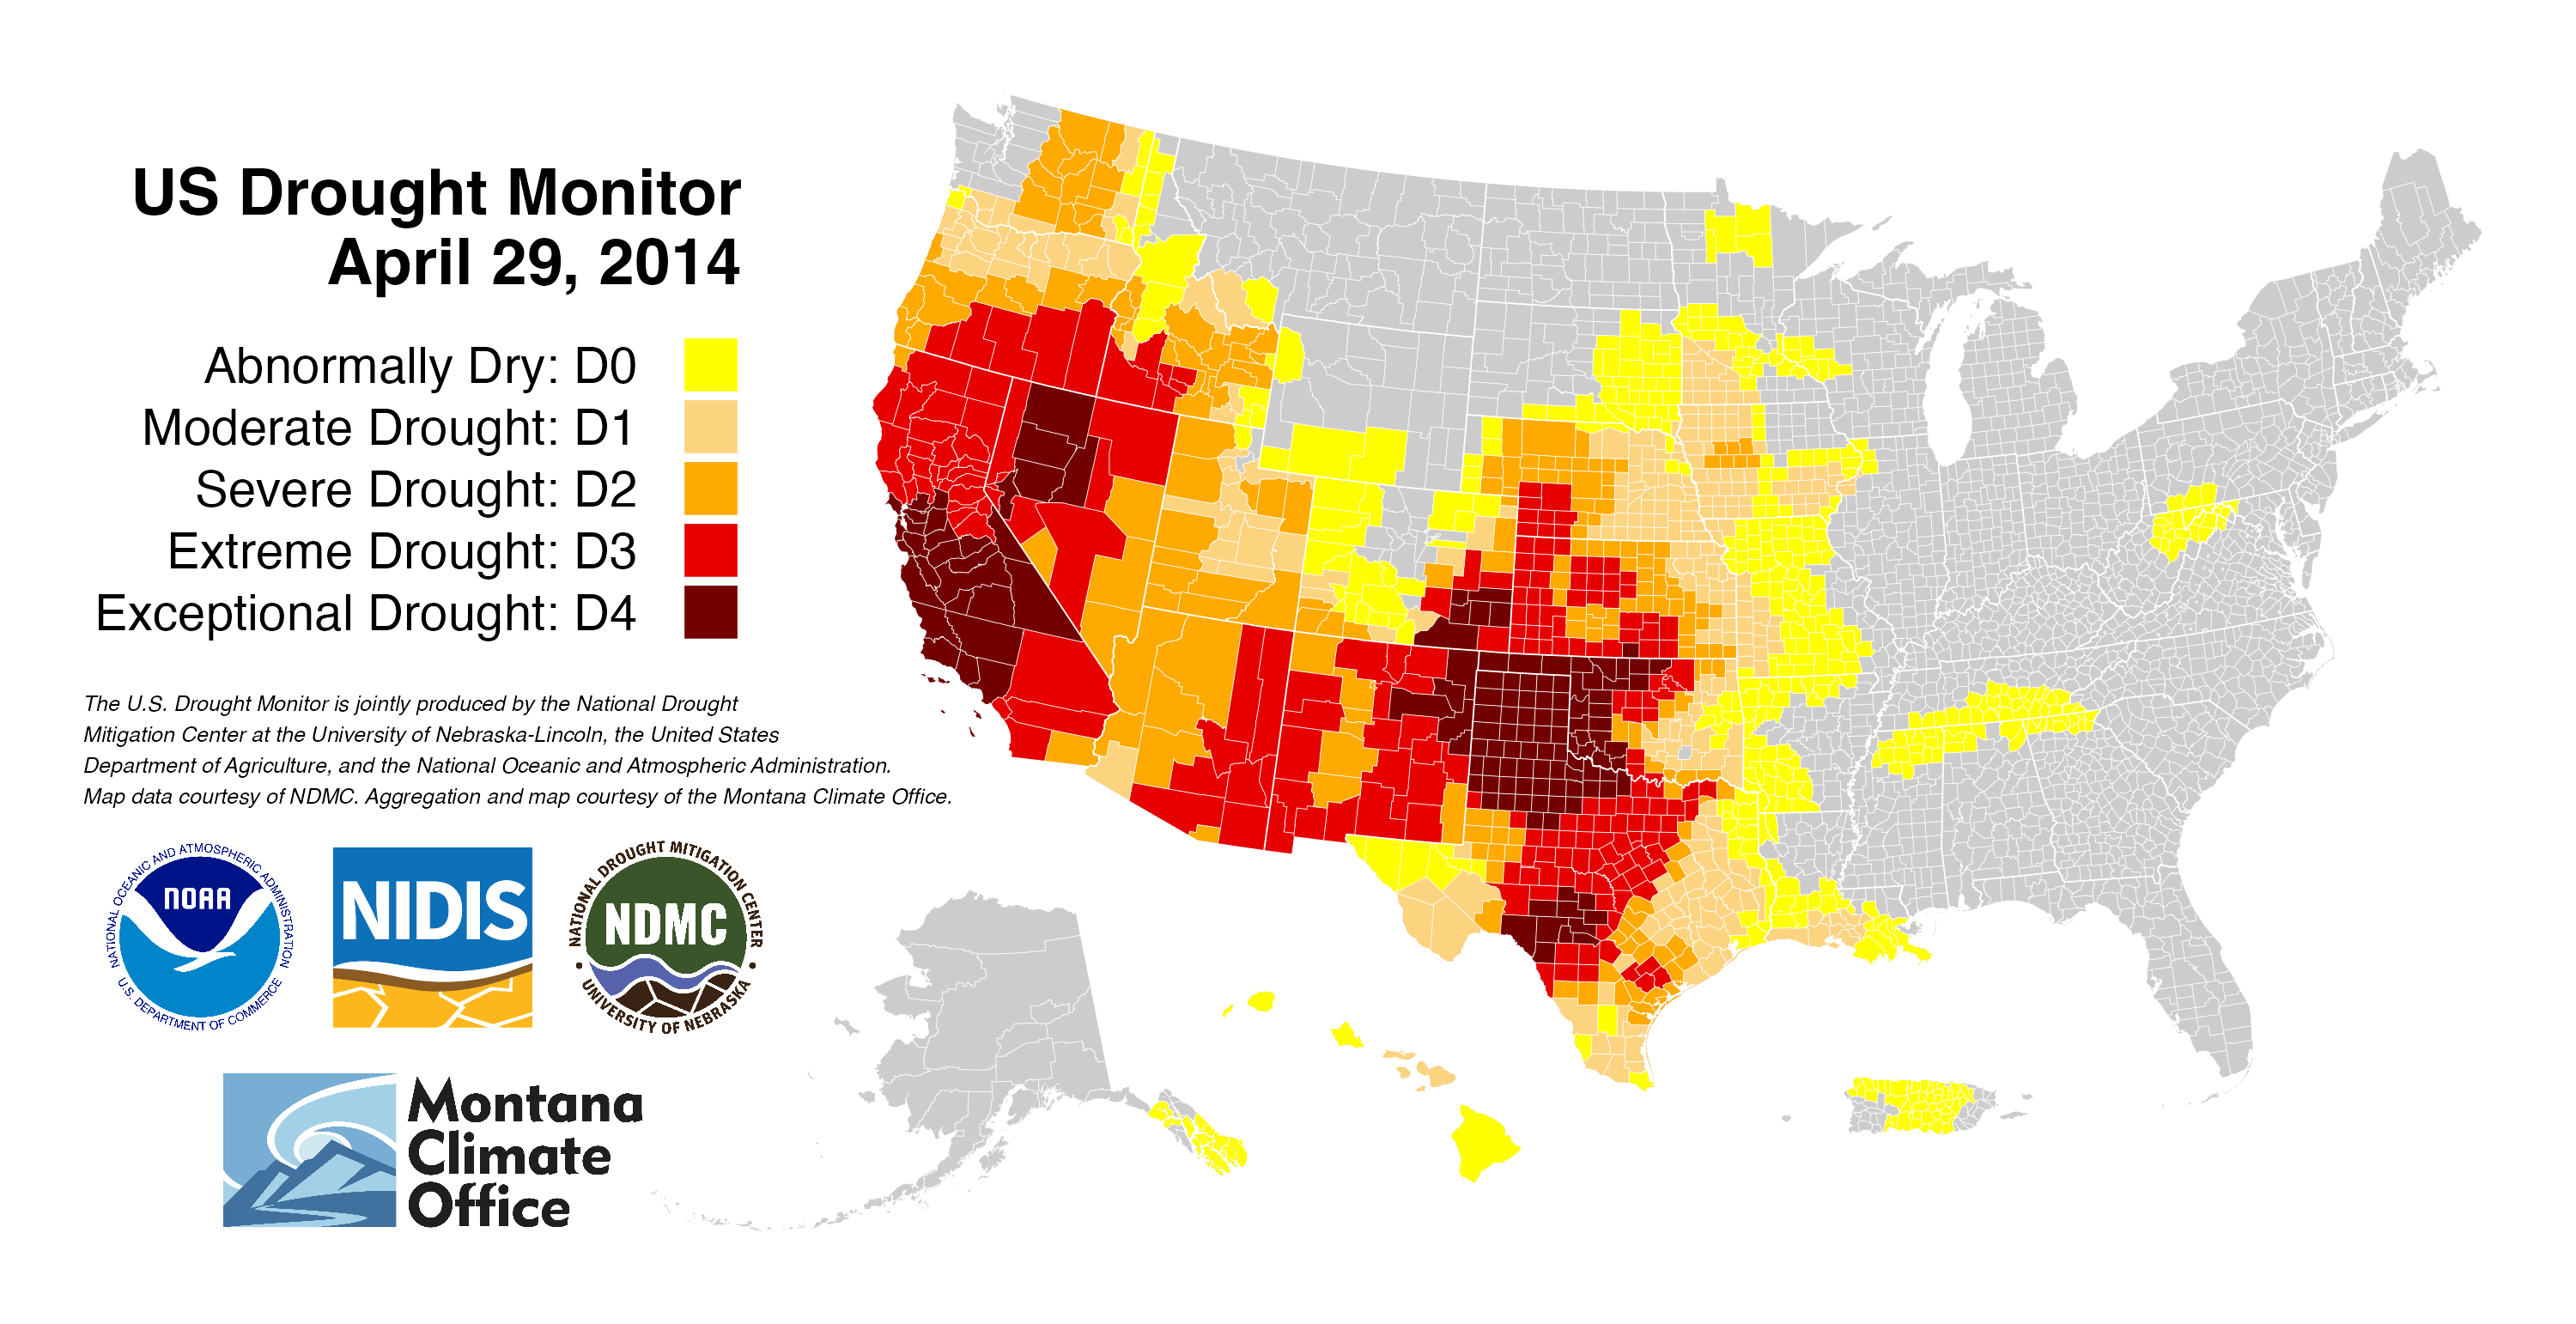 US Drought Monitor
April 29, 2014
Abnormally Dry: D0
Moderate Drought: D1
Severe Drought: D2
Extreme Drought: D3
Exceptional Drought: D4
The U.S. Drought Monitor is jointly produced by the National Drought
Mitigation Center at the University of Nebraska-Lincoln, the United States
Department of Agriculture, and the National Oceanic and Atmospheric Administration.
Map data courtesy of NDMC. Aggregation and map courtesy of the Montana Climate Office.
NATIONAL OCEANIC AND ATMOSPHERIC ADMINISTRATION
NOAA
U.S. DEPARTMENT OF COMMERCE
NIDIS
NATIONAL DROUGHT MITIGATION CENTER
NDMC
UNIVERSITY OF NEBRASKA
Montana
Climate
Office